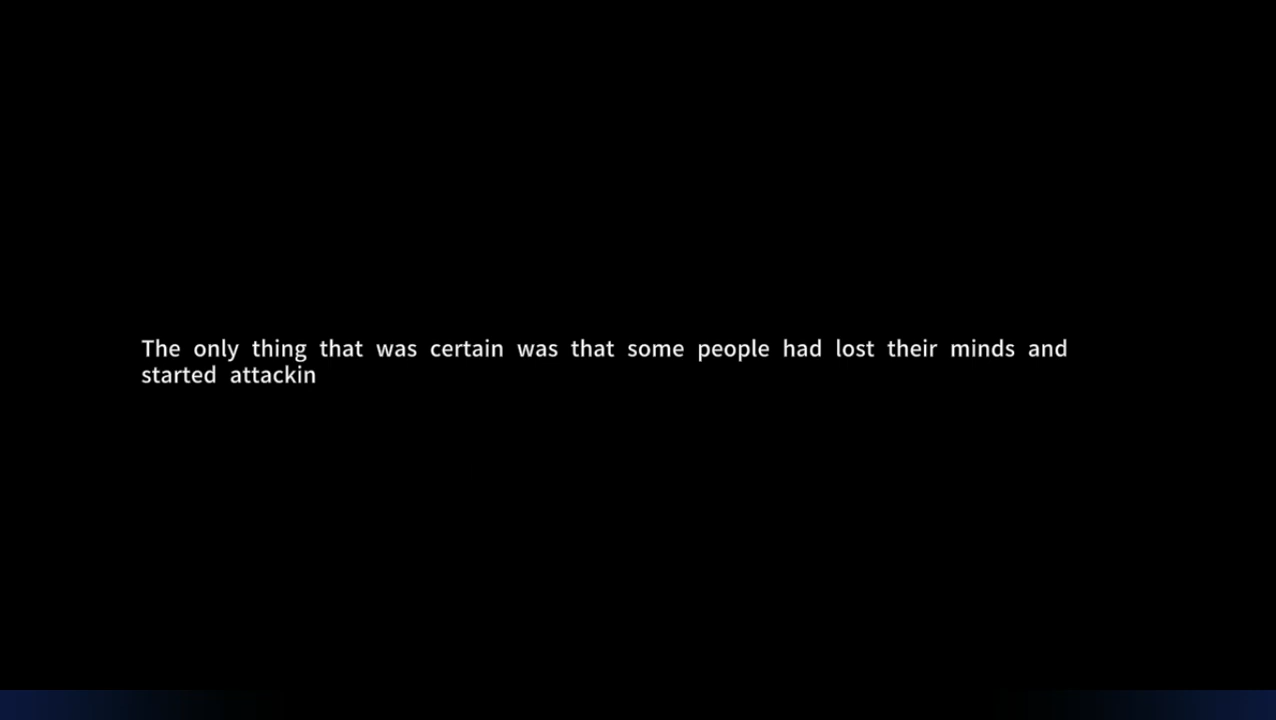 The only thing that was certain was that some people had lost their minds and
started attackin